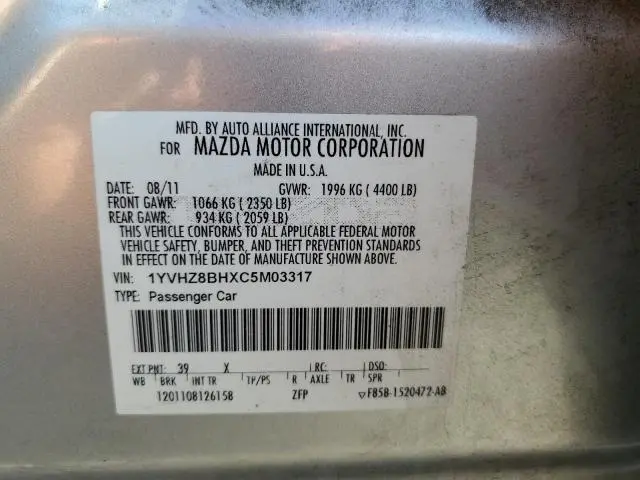 MFD. BY AUTO ALLIANCE INTERNATIONAL, INC.
FOR MAZDA MOTOR CORPORATION
MADE IN U.S.A.
DATE: 08/11 GVWR: 1996 KG ( 4400 LB)
FRONT GAWR: 1066 KG ( 2350 LB)
REAR GAWR: 934 KG ( 2059 LB)
THIS VEHICLE CONFORMS TO ALL APPLICABLE FEDERAL MOTOR
VEHICLE SAFETY, BUMPER, AND THEFT PREVENTION STANDARDS
IN EFFECT ON THE DATE OF MANUFACTURE SHOWN ABOVE.
VIN: 1YVHZ8BHXC5M03317
TYPE: Passenger Car
EXT PNT: 39 X RC: DSO:
WB BRK INT TR TP/PS R AXLE TR SPR
1201108126158 ZFP F85B-1520472-AB